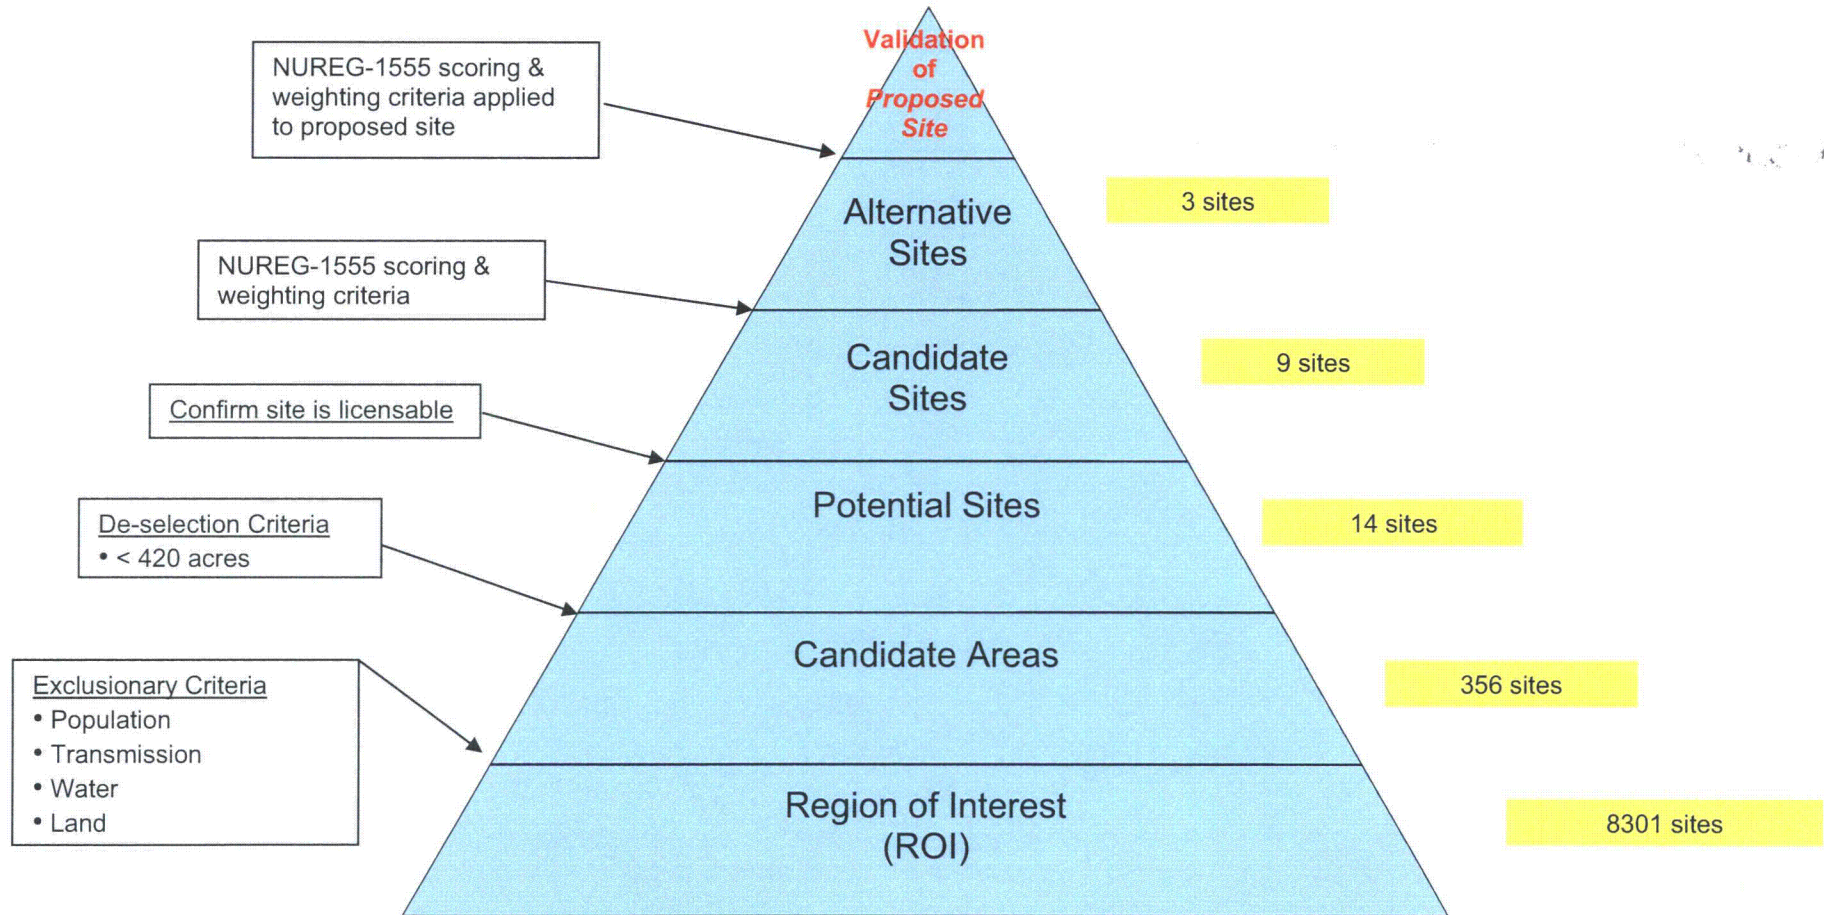 Validation
of
Proposed
Site
NUREG-1555 scoring &
weighting criteria applied
to proposed site
Alternative
Sites
3 sites
NUREG-1555 scoring &
weighting criteria
Candidate
Sites
9 sites
Confirm site is licensable
Potential Sites
14 sites
De-selection Criteria
• < 420 acres
Candidate Areas
356 sites
Exclusionary Criteria
• Population
• Transmission
• Water
• Land
Region of Interest
(ROI)
8301 sites